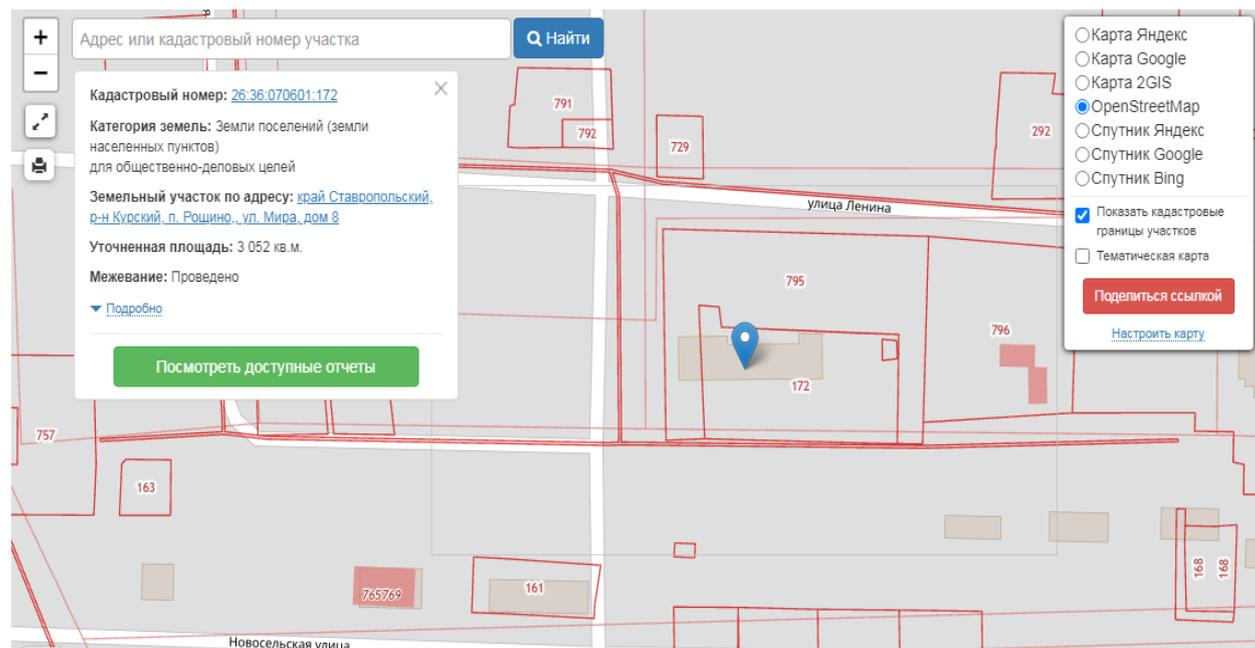 +
Адрес или кадастровый номер участка
Найти
−
Кадастровый номер: 26:36:070601:172
Категория земель: Земли поселений (земли
населенных пунктов)
для общественно-деловых целей
Земельный участок по адресу: край Ставропольский,
р-н Курский, п. Рощино,, ул. Мира, дом 8
Уточненная площадь: 3 052 кв.м.
Межевание: Проведено
Подробно
Посмотреть доступные отчеты
Карта Яндекс
Карта Google
Карта 2GIS
OpenStreetMap
Спутник Яндекс
Спутник Google
Спутник Bing
Показать кадастровые
границы участков
Тематическая карта
Поделиться ссылкой
Настроить карту
791
792
729
292
улица Ленина
795
796
172
757
163
765769
161
168
168
Новосельская улица